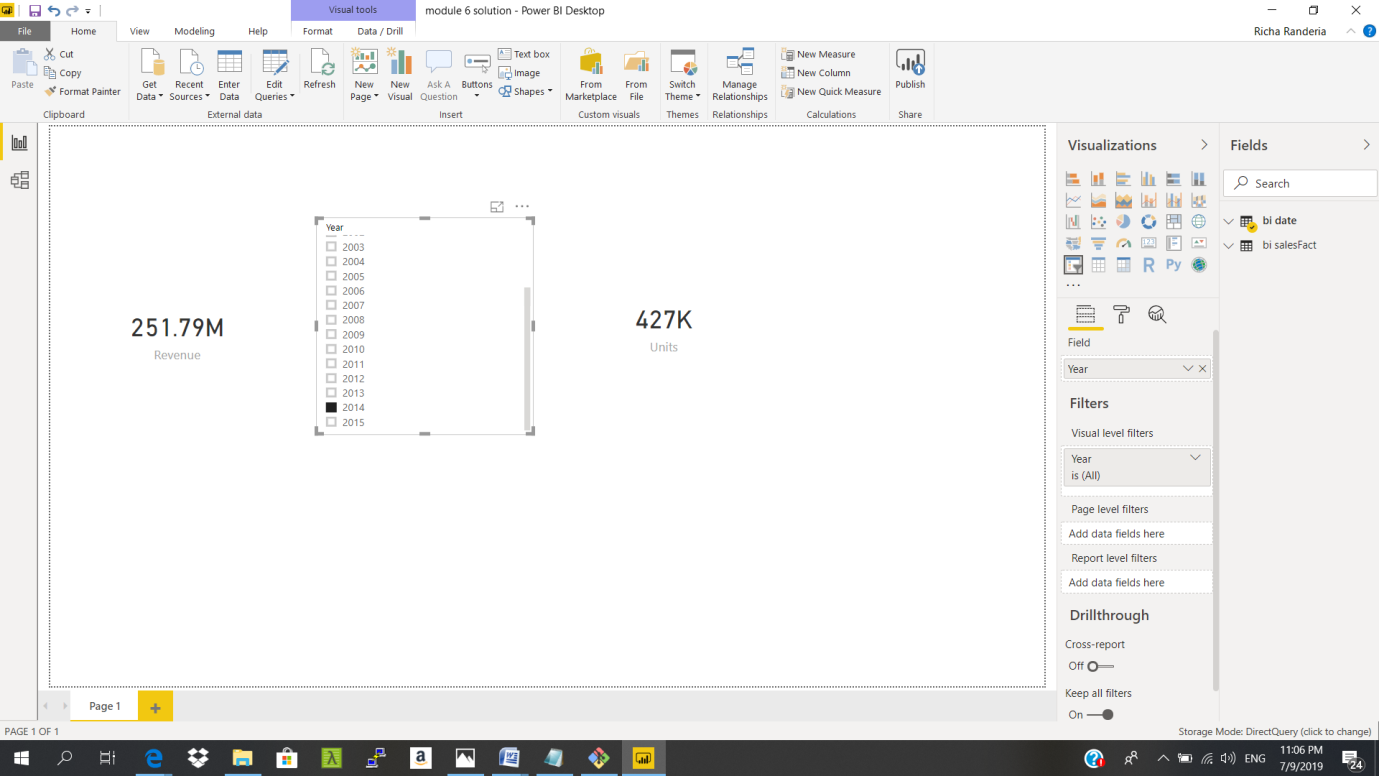 Visual tools
module 6 solution - Power BI Desktop
File
Home
View
Modeling
Help
Format
Data / Drill
Richa Randeria
?
Paste
Cut
Copy
Format Painter
Clipboard
Get Data
Recent Sources
Enter Data
Edit Queries
Refresh
External data
New Page
New Visual
Ask A Question
Buttons
Text box
Image
Shapes
Insert
From Marketplace
From File
Custom visuals
Switch Theme
Themes
Manage Relationships
Relationships
New Measure
New Column
New Quick Measure
Calculations
Publish
Share
251.79M
Revenue
Year
2003
2004
2005
2006
2007
2008
2009
2010
2011
2012
2013
2014
2015
427K
Units
Visualizations
123
R
Py
Field
Year
Filters
Visual level filters
Year
is (All)
Page level filters
Add data fields here
Report level filters
Add data fields here
Drillthrough
Cross-report
Off
Keep all filters
On
Fields
Search
bi date
bi salesFact
Page 1
PAGE 1 OF 1
Storage Mode: DirectQuery (click to change)
ENG
11:06 PM
7/9/2019
24